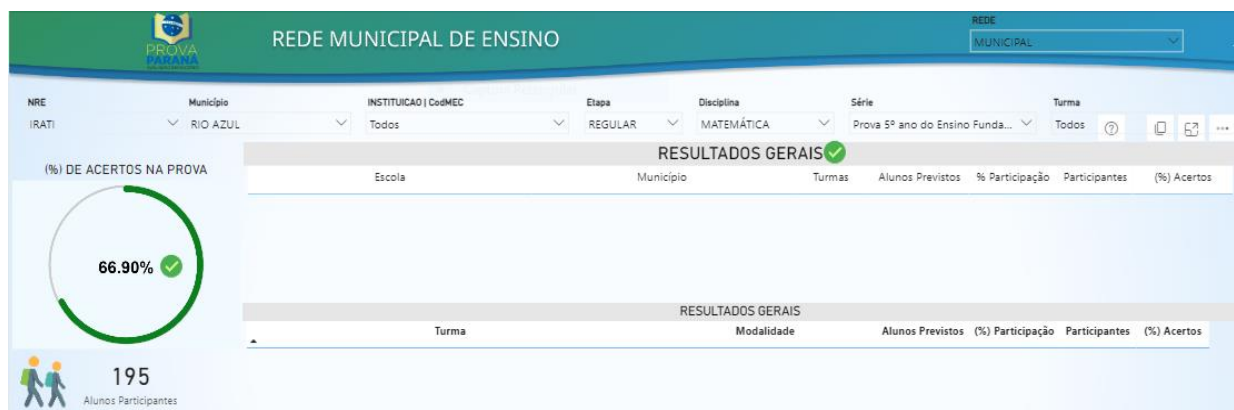 PROVA
PARANÁ
REDE MUNICIPAL DE ENSINO
REDE
MUNICIPAL
NRE
IRATI
Município
RIO AZUL
INSTITUICAO | CodMEC
Todos
Etapa
REGULAR
Disciplina
MATEMÁTICA
Série
Prova 5º ano do Ensino Funda...
Turma
Todos
(%) DE ACERTOS NA PROVA
66.90%
195
Alunos Participantes
RESULTADOS GERAIS
Escola Município Turmas Alunos Previstos % Participação Participantes (%) Acertos
RESULTADOS GERAIS
Turma Modalidade Alunos Previstos (%) Participação Participantes (%) Acertos